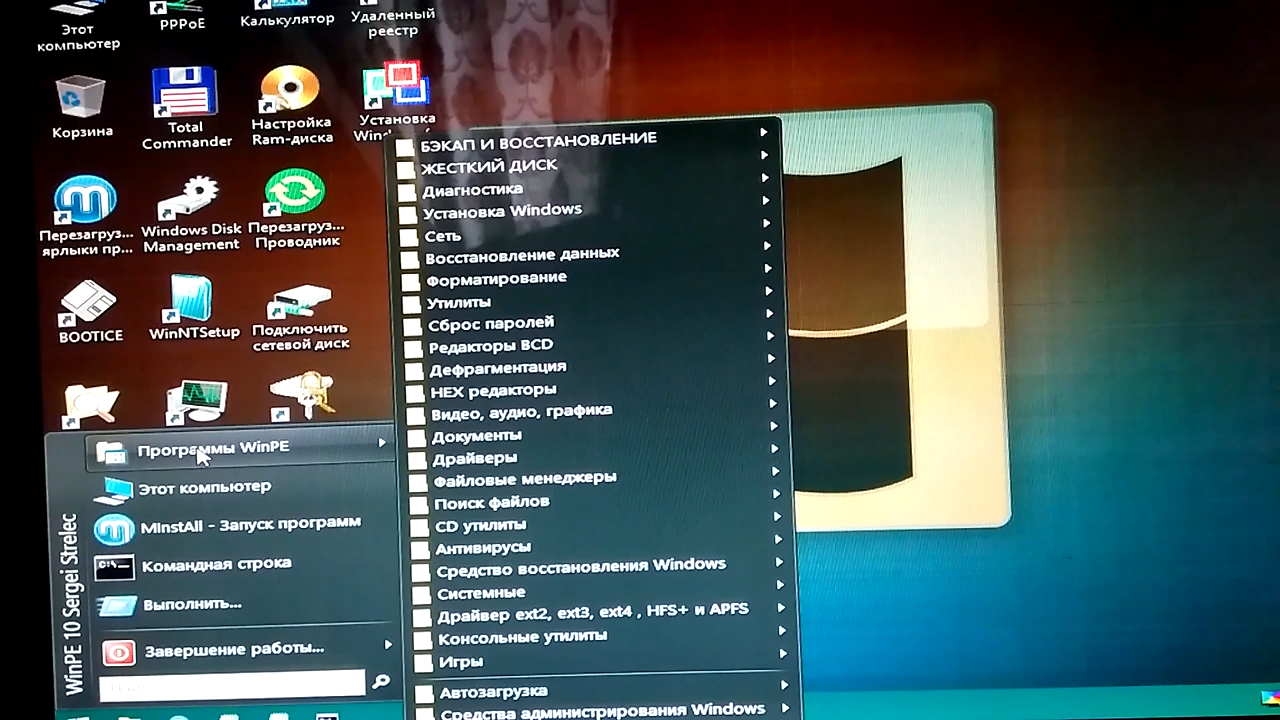 Этот
компьютер
PPPoE
Калькулятор
Удаленный
реестр
Корзина
Total
Commander
Настройка
Ram-диска
Установка
Перезагруз...
ярлыки пр...
Windows Disk
Management
Перезагруз...
Проводник
BOOTICE
WinNTSetup
Подключить
сетевой диск
Программы WinPE
Этот компьютер
MInstAll - Запуск программ
Командная строка
Выполнить...
Завершение работы...
WinPE 10 Sergei Strelec
БЭКАП И ВОССТАНОВЛЕНИЕ
ЖЕСТКИЙ ДИСК
Диагностика
Установка Windows
Сеть
Восстановление данных
Форматирование
Утилиты
Сброс паролей
Редакторы BCD
Дефрагментация
HEX редакторы
Видео, аудио, графика
Документы
Драйверы
Файловые менеджеры
Поиск файлов
CD утилиты
Антивирусы
Средство восстановления Windows
Системные
Драйвер ext2, ext3, ext4 , HFS+ и APFS
Консольные утилиты
Игры
Автозагрузка
Средства администрирования Windows